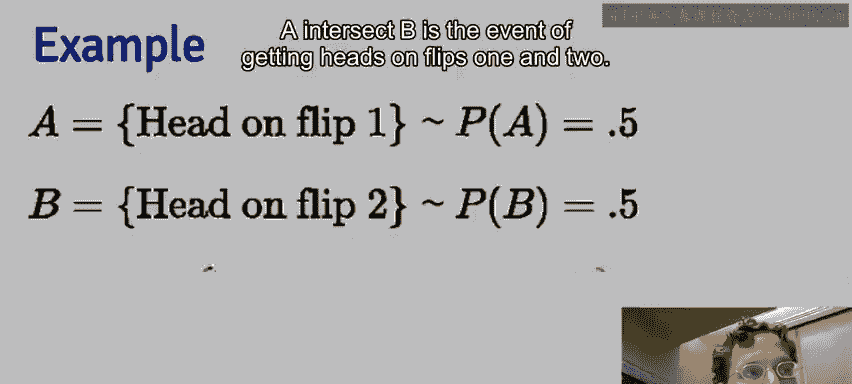 Example
A intersect B is the event of
getting heads on flips one and two.
A = {Head on flip 1} ~ P(A) = .5
B = {Head on flip 2} ~ P(B) = .5